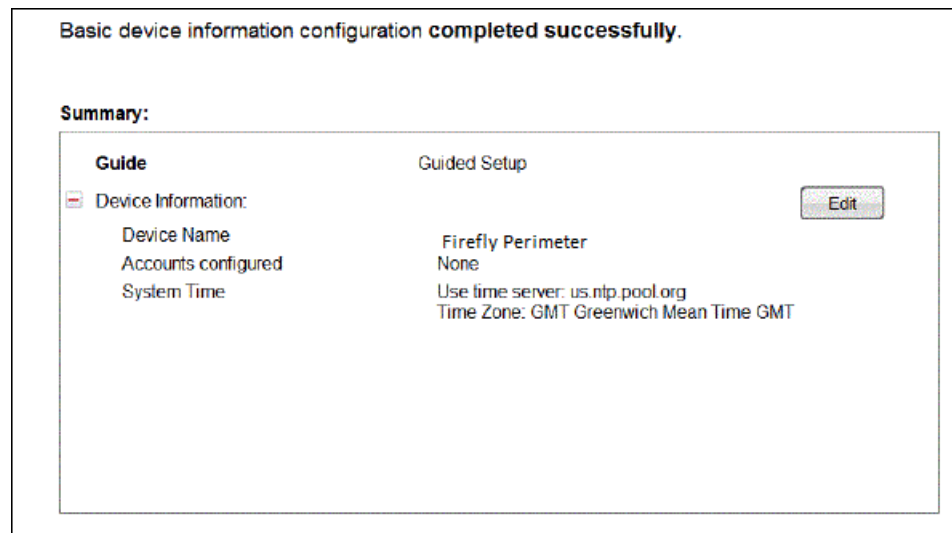 Basic device information configuration completed successfully.
Summary:
Guide Guided Setup
Device Information: Edit
Device Name Firefly Perimeter
Accounts configured None
System Time Use time server: us.ntp.pool.org
Time Zone: GMT Greenwich Mean Time GMT